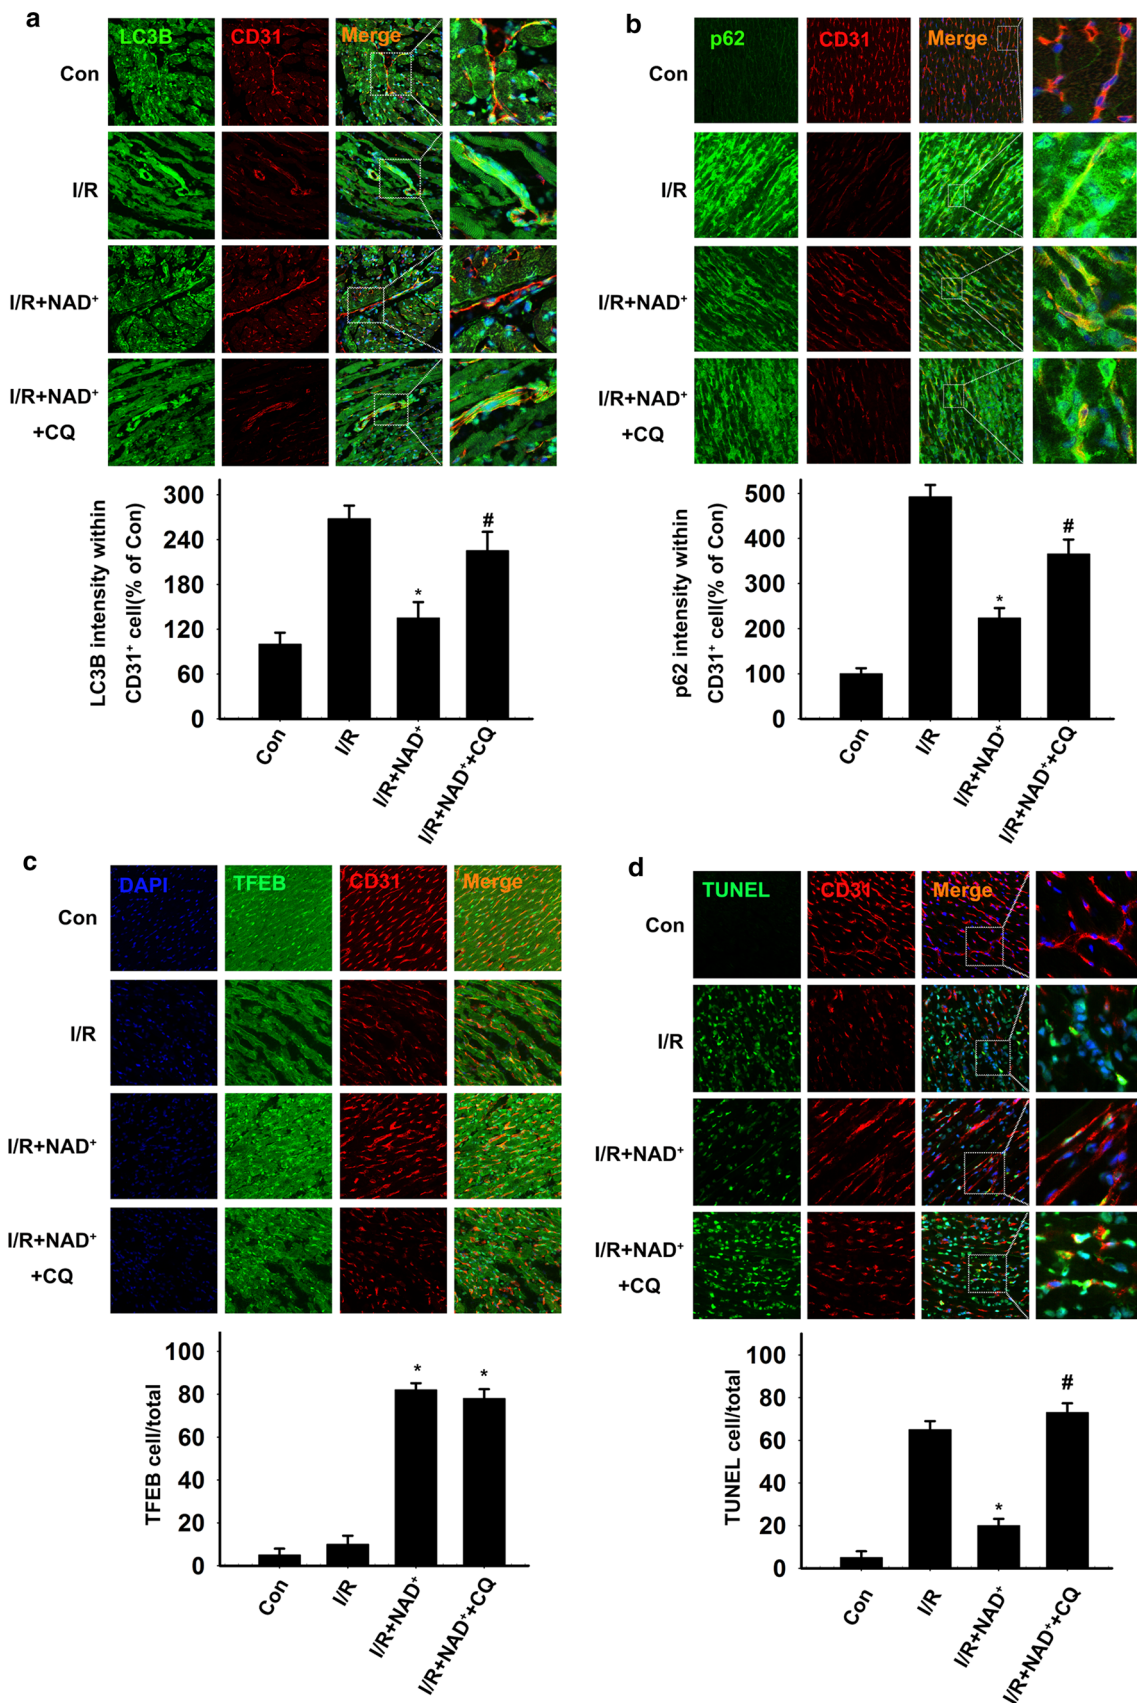 a
LC3B CD31 Merge
Con
I/R
I/R+NAD⁺
I/R+NAD⁺
+CQ
LC3B intensity within
CD31⁺ cell(% of Con)
300
240
180
120
60
0
*
#
Con
I/R
I/R+NAD⁺
I/R+NAD⁺+CQ
b
p62 CD31 Merge
Con
I/R
I/R+NAD⁺
I/R+NAD⁺
+CQ
p62 intensity within
CD31⁺ cell(% of Con)
500
400
300
200
100
0
*
#
Con
I/R
I/R+NAD⁺
I/R+NAD⁺+CQ
c
DAPI TFEB CD31 Merge
Con
I/R
I/R+NAD⁺
I/R+NAD⁺
+CQ
TFEB cell/total
100
80
60
40
20
0
*
*
Con
I/R
I/R+NAD⁺
I/R+NAD⁺+CQ
d
TUNEL CD31 Merge
Con
I/R
I/R+NAD⁺
I/R+NAD⁺
+CQ
TUNEL cell/total
100
80
60
40
20
0
*
#
Con
I/R
I/R+NAD⁺
I/R+NAD⁺+CQ